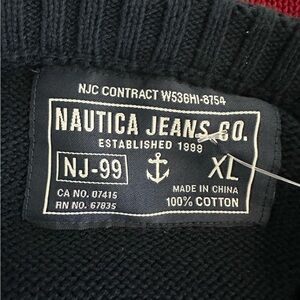 NJC CONTRACT W536HI-8754
NAUTICA JEANS CO.
ESTABLISHED 1999
NJ-99
XL
MADE IN CHINA
CA NO. 07415
100% COTTON
RN NO. 67835